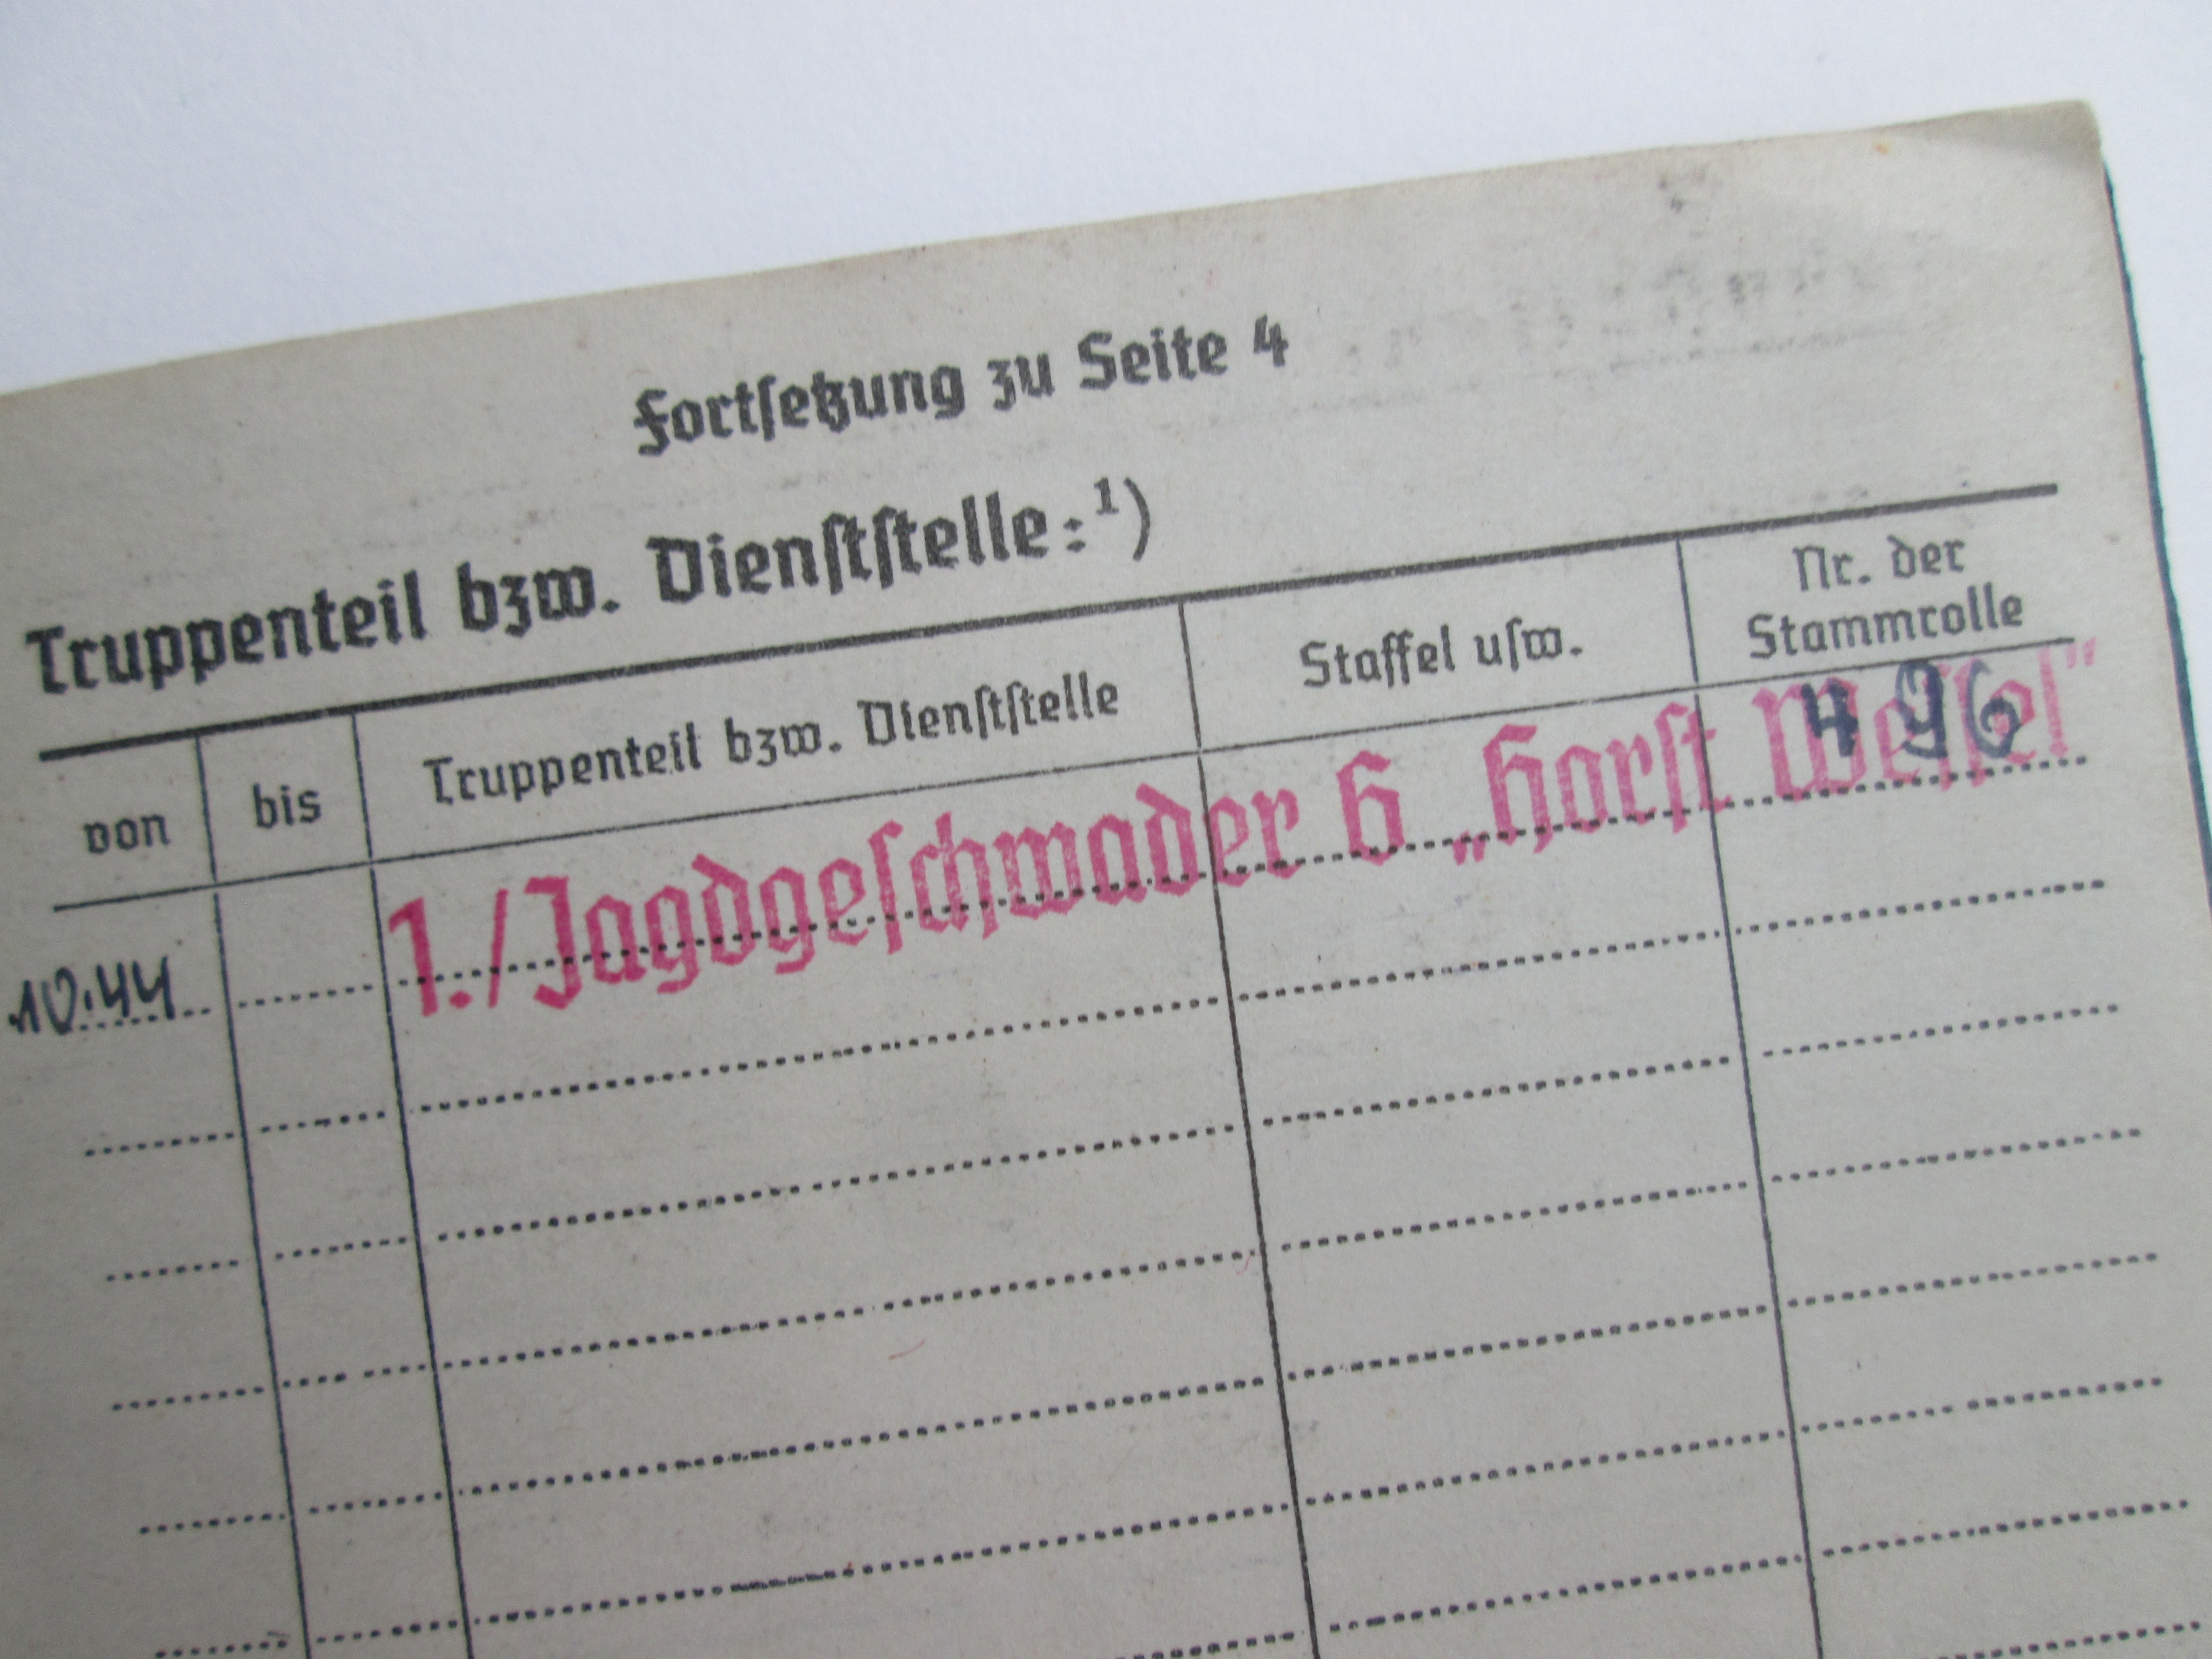 Fortſetzung zu Seite 4
Truppenteil bzw. Dienſtſtelle:¹)
von bis Truppenteil bzw. Dienſtſtelle Staffel uſw. Nr. der Stammrolle
10.44 1./Jagdgeſchwader 6 „Horſt Weſſel" 496